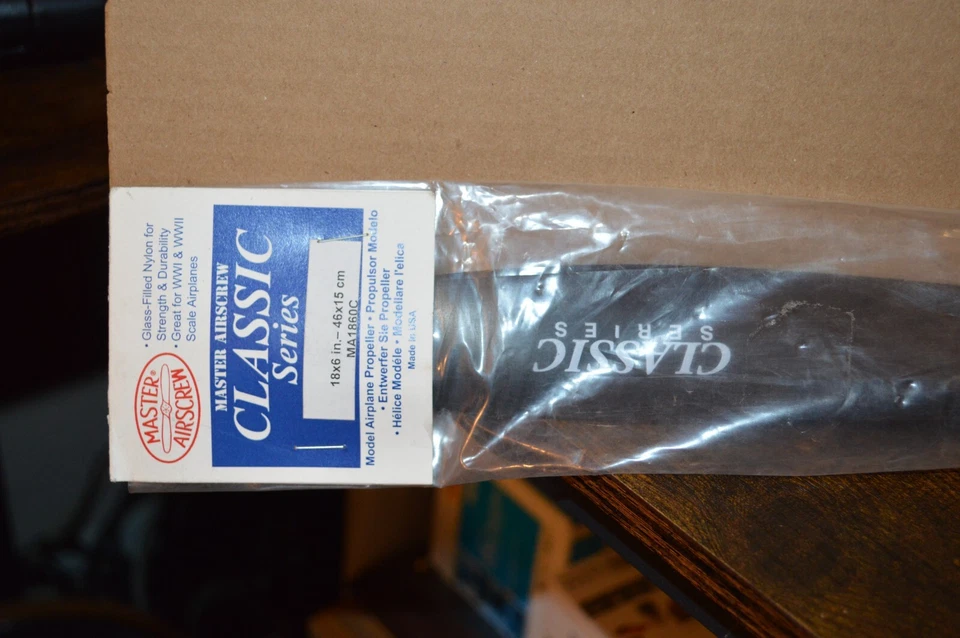 MASTER®
AIRSCREW
• Glass-Filled Nylon for
Strength & Durability
• Great for WWI & WWII
Scale Airplanes
MASTER AIRSCREW
CLASSIC
Series
18x6 in.– 46x15 cm
MA1860C
Model Airplane Propeller • Propulsor Modelo
• Entwerfer Sie Propeller
• Hélice Modéle • Modellare l'elica
Made in USA
CLASSIC
SERIES